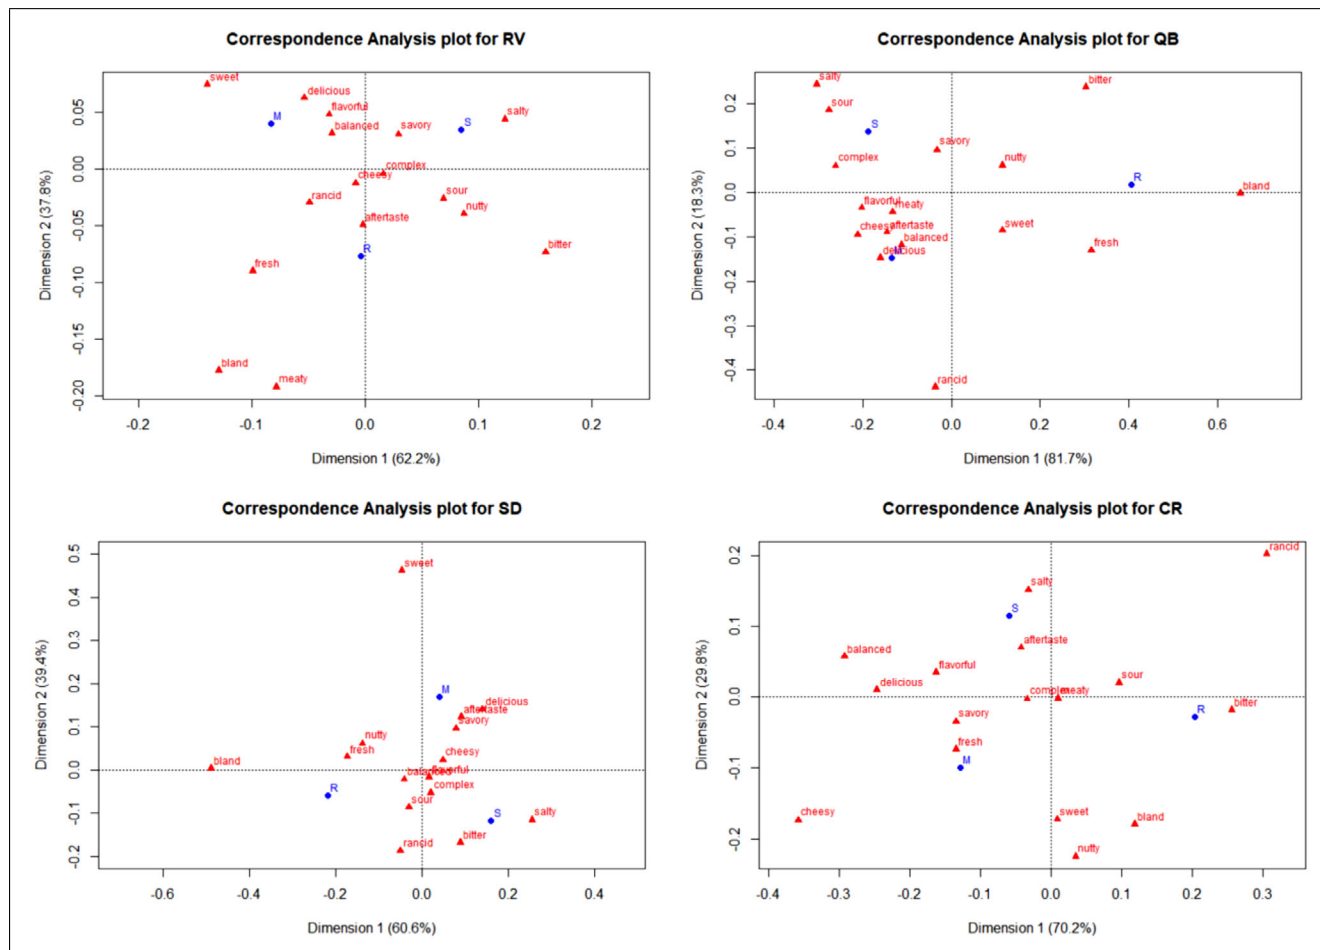 Correspondence Analysis plot for RV
sweet
delicious
flavorful
M
balanced
savory
S
salty
complex
cheesy
rancid
sour
nutty
aftertaste
R
bitter
fresh
bland
meaty
0.05
0.00
-0.05
-0.10
-0.15
-0.20
Dimension 2 (37.8%)
-0.2 -0.1 0.0 0.1 0.2
Dimension 1 (62.2%)
Correspondence Analysis plot for QB
salty
bitter
sour
S
savory
complex
nutty
R
bland
flavorful
meaty
cheesy
aftertaste
balanced
sweet
delicious
M
fresh
rancid
0.2
0.1
0.0
-0.1
-0.2
-0.3
-0.4
Dimension 2 (18.3%)
-0.4 -0.2 0.0 0.2 0.4 0.6
Dimension 1 (81.7%)
Correspondence Analysis plot for SD
sweet
M
delicious
aftertaste
savory
nutty
fresh
cheesy
bland
balanced
flavorful
complex
R
sour
S
salty
rancid
bitter
0.5
0.4
0.3
0.2
0.1
0.0
-0.1
-0.2
Dimension 2 (39.4%)
-0.6 -0.4 -0.2 0.0 0.2 0.4
Dimension 1 (60.6%)
Correspondence Analysis plot for CR
rancid
salty
S
aftertaste
balanced
flavorful
delicious
sour
complex
meaty
savory
R
bitter
fresh
M
cheesy
sweet
bland
nutty
0.2
0.1
0.0
-0.1
-0.2
Dimension 2 (29.8%)
-0.4 -0.3 -0.2 -0.1 0.0 0.1 0.2 0.3
Dimension 1 (70.2%)